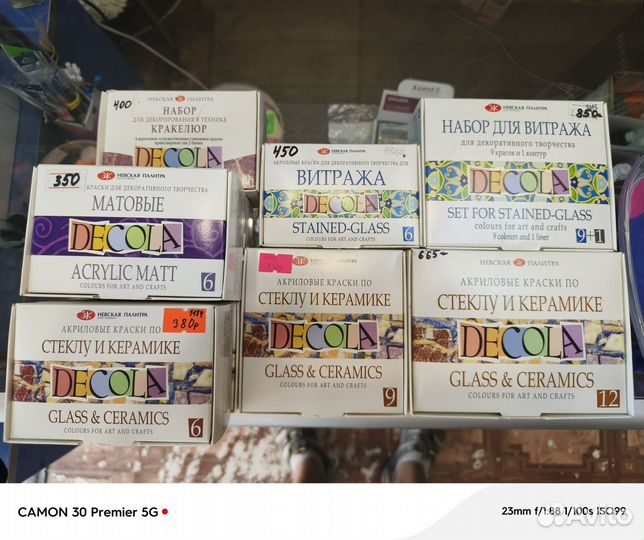 400
НЕВСКАЯ ПАЛИТРА
НАБОР
ДЛЯ ДЕКОРИРОВАНИЯ В ТЕХНИКЕ
КРАКЕЛЮР
DECOLA
350
НЕВСКАЯ ПАЛИТРА
КРАСКИ ДЛЯ ДЕКОРАТИВНОГО ТВОРЧЕСТВА
МАТОВЫЕ
DECOLA
ACRYLIC MATT
COLOURS FOR ART AND CRAFTS
6
450
НЕВСКАЯ ПАЛИТРА
ВИТРАЖА
DECOLA
STAINED-GLASS
COLOURS FOR ART AND CRAFTS
6
850
НЕВСКАЯ ПАЛИТРА
НАБОР ДЛЯ ВИТРАЖА
для декоративного творчества
9 красок и 1 контур
DECOLA
SET FOR STAINED-GLASS
colours for art and crafts
9 colours and 1 liner
9+1
НЕВСКАЯ ПАЛИТРА
380р
АКРИЛОВЫЕ КРАСКИ ПО
СТЕКЛУ И КЕРАМИКЕ
DECOLA
GLASS & CERAMICS
COLOURS FOR ART AND CRAFTS
6
НЕВСКАЯ ПАЛИТРА
АКРИЛОВЫЕ КРАСКИ ПО
СТЕКЛУ И КЕРАМИКЕ
DECOLA
GLASS & CERAMICS
COLOURS FOR ART AND CRAFTS
9
665-
НЕВСКАЯ ПАЛИТРА
АКРИЛОВЫЕ КРАСКИ ПО
СТЕКЛУ И КЕРАМИКЕ
DECOLA
GLASS & CERAMICS
COLOURS FOR ART AND CRAFTS
12
CAMON 30 Premier 5G
23mm f/1.88 1/100s ISO99
Avito